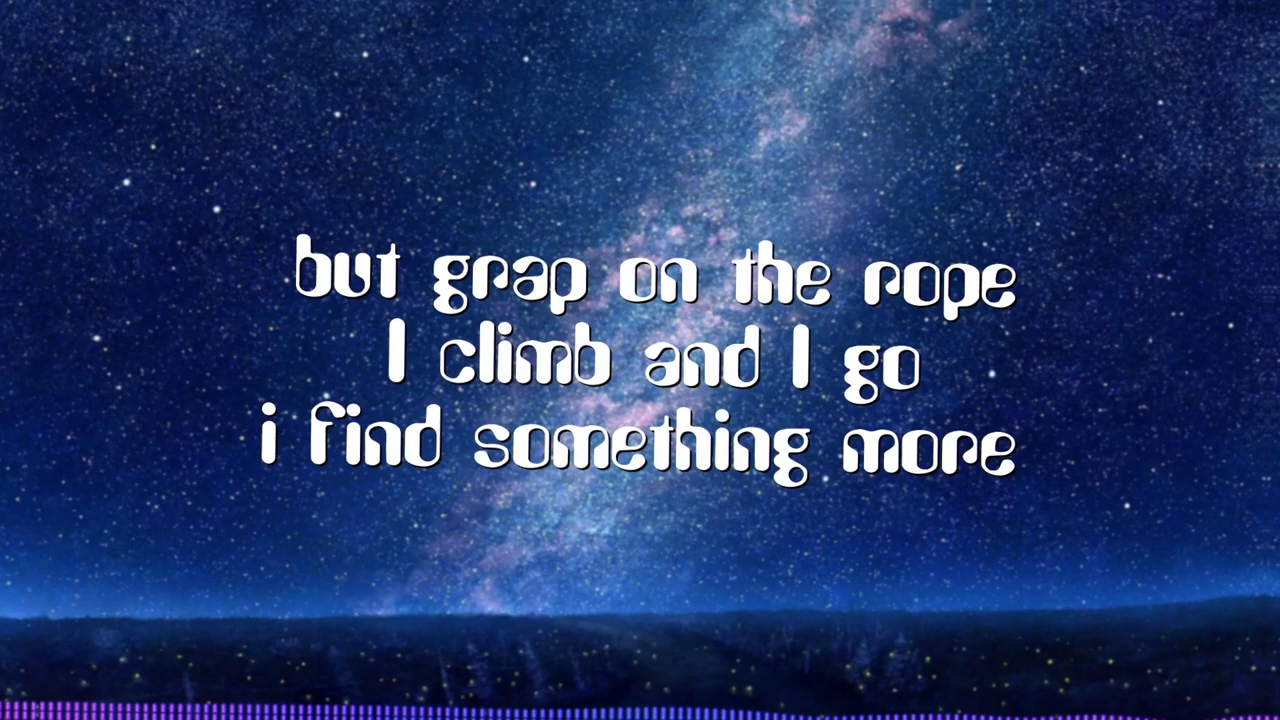 but grap on the rope
I climb and I go
i find something more